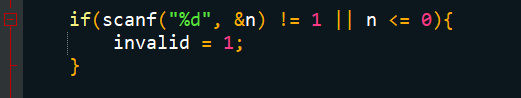 if(scanf("%d", &n) != 1 || n <= 0){
invalid = 1;
}